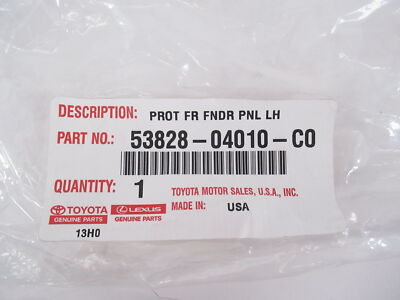 DESCRIPTION: PROT FR FNDR PNL LH
PART NO.: 53828-04010-C0
QUANTITY: 1 TOYOTA MOTOR SALES, U.S.A., INC.
TOYOTA GENUINE PARTS LEXUS GENUINE PARTS MADE IN: USA
13H0